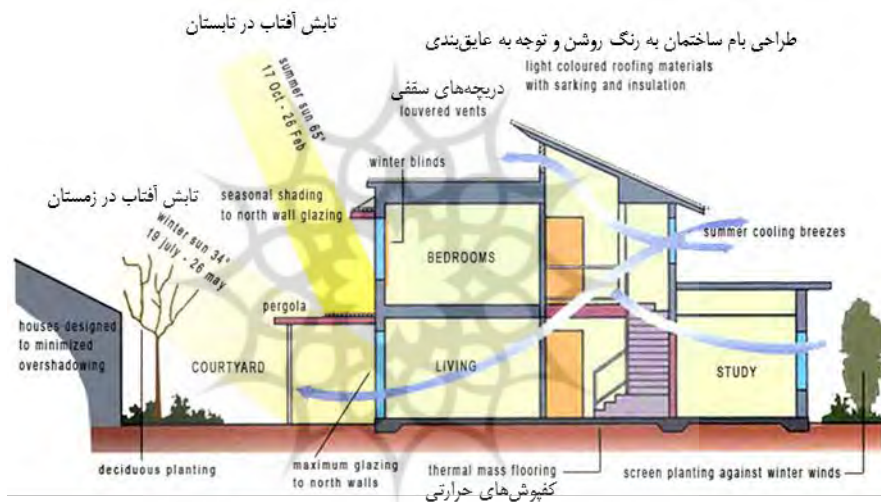 تابش آفتاب در تابستان
طراحی بام ساختمان به رنگ روشن و توجه به عایق‌بندی
light coloured roofing materials
with sarking and insulation
دریچه‌های سقفی
louvered vents
summer sun 65°
17 Oct - 26 Feb
winter blinds
تابش آفتاب در زمستان
seasonal shading
to north wall glazing
winter sun 34°
19 july - 26 may
summer cooling breezes
BEDROOMS
pergola
houses designed
to minimized
overshadowing
COURTYARD
LIVING
STUDY
deciduous planting
maximum glazing
to north walls
thermal mass flooring
کفپوش‌های حرارتی
screen planting against winter winds